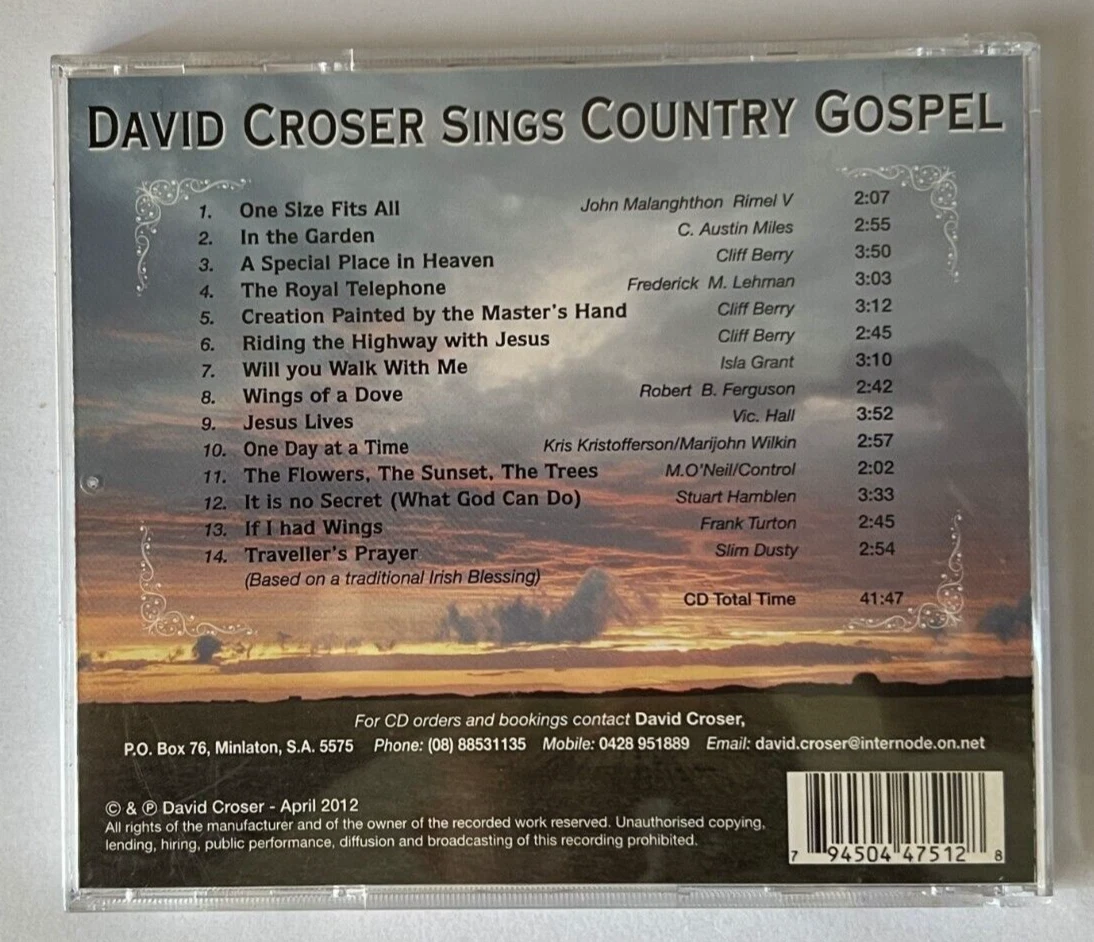 DAVID CROSER SINGS COUNTRY GOSPEL
1. One Size Fits All John Malanghthon Rimel V 2:07
2. In the Garden C. Austin Miles 2:55
3. A Special Place in Heaven Cliff Berry 3:50
4. The Royal Telephone Frederick M. Lehman 3:03
5. Creation Painted by the Master's Hand Cliff Berry 3:12
6. Riding the Highway with Jesus Cliff Berry 2:45
7. Will you Walk With Me Isla Grant 3:10
8. Wings of a Dove Robert B. Ferguson 2:42
9. Jesus Lives Vic. Hall 3:52
10. One Day at a Time Kris Kristofferson/Marijohn Wilkin 2:57
11. The Flowers, The Sunset, The Trees M.O'Neil/Control 2:02
12. It is no Secret (What God Can Do) Stuart Hamblen 3:33
13. If I had Wings Frank Turton 2:45
14. Traveller's Prayer Slim Dusty 2:54
(Based on a traditional Irish Blessing)
CD Total Time 41:47
For CD orders and bookings contact David Croser,
P.O. Box 76, Minlaton, S.A. 5575 Phone: (08) 88531135 Mobile: 0428 951889 Email: david.croser@internode.on.net
© & ℗ David Croser - April 2012
All rights of the manufacturer and of the owner of the recorded work reserved. Unauthorised copying,
lending, hiring, public performance, diffusion and broadcasting of this recording prohibited.
7 94504 47512 8